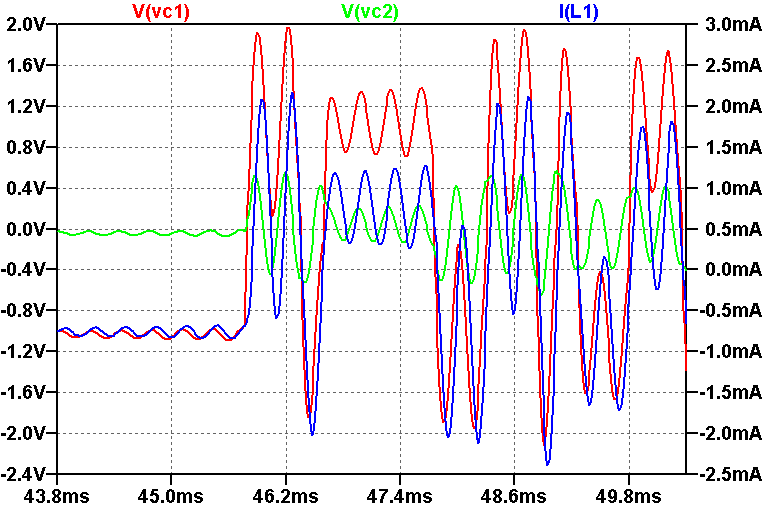 V(vc1) V(vc2) I(L1)
2.0V 3.0mA
1.6V 2.5mA
1.2V 2.0mA
0.8V 1.5mA
0.4V 1.0mA
0.0V 0.5mA
-0.4V 0.0mA
-0.8V -0.5mA
-1.2V -1.0mA
-1.6V -1.5mA
-2.0V -2.0mA
-2.4V -2.5mA
43.8ms 45.0ms 46.2ms 47.4ms 48.6ms 49.8ms